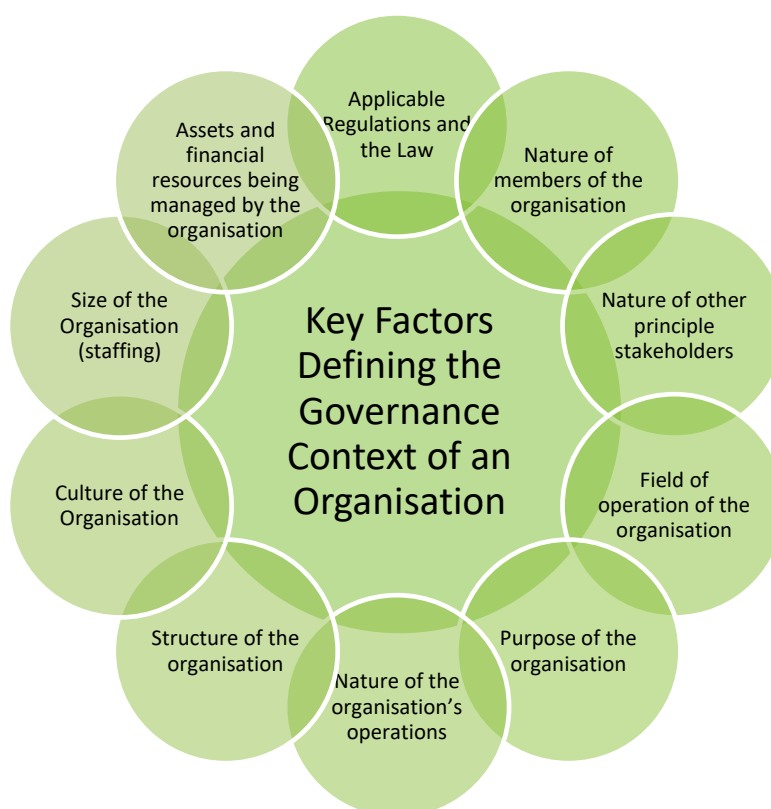 Applicable
Regulations and
the Law
Nature of
members of the
organisation
Nature of other
principle
stakeholders
Field of
operation of the
organisation
Purpose of the
organisation
Nature of the
organisation’s
operations
Structure of the
organisation
Culture of the
Organisation
Size of the
Organisation
(staffing)
Assets and
financial
resources being
managed by the
organisation
Key Factors
Defining the
Governance
Context of an
Organisation